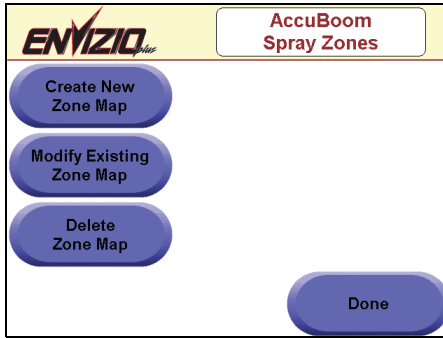 ENVIZIO plus
AccuBoom
Spray Zones
Create New
Zone Map
Modify Existing
Zone Map
Delete
Zone Map
Done